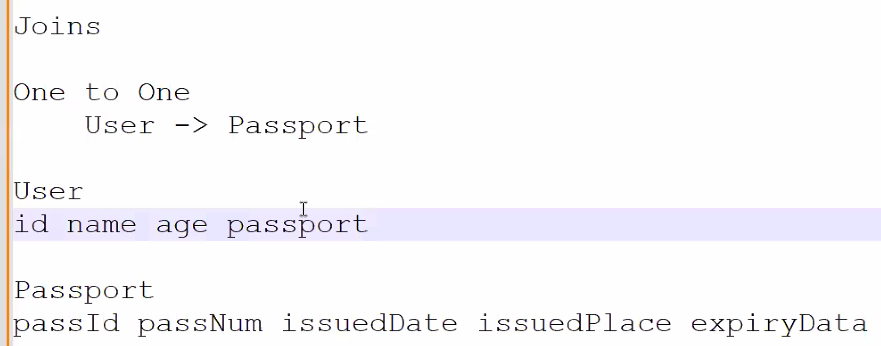 Joins
One to One
User -> Passport
User
id name age passport
Passport
passId passNum issuedDate issuedPlace expiryData